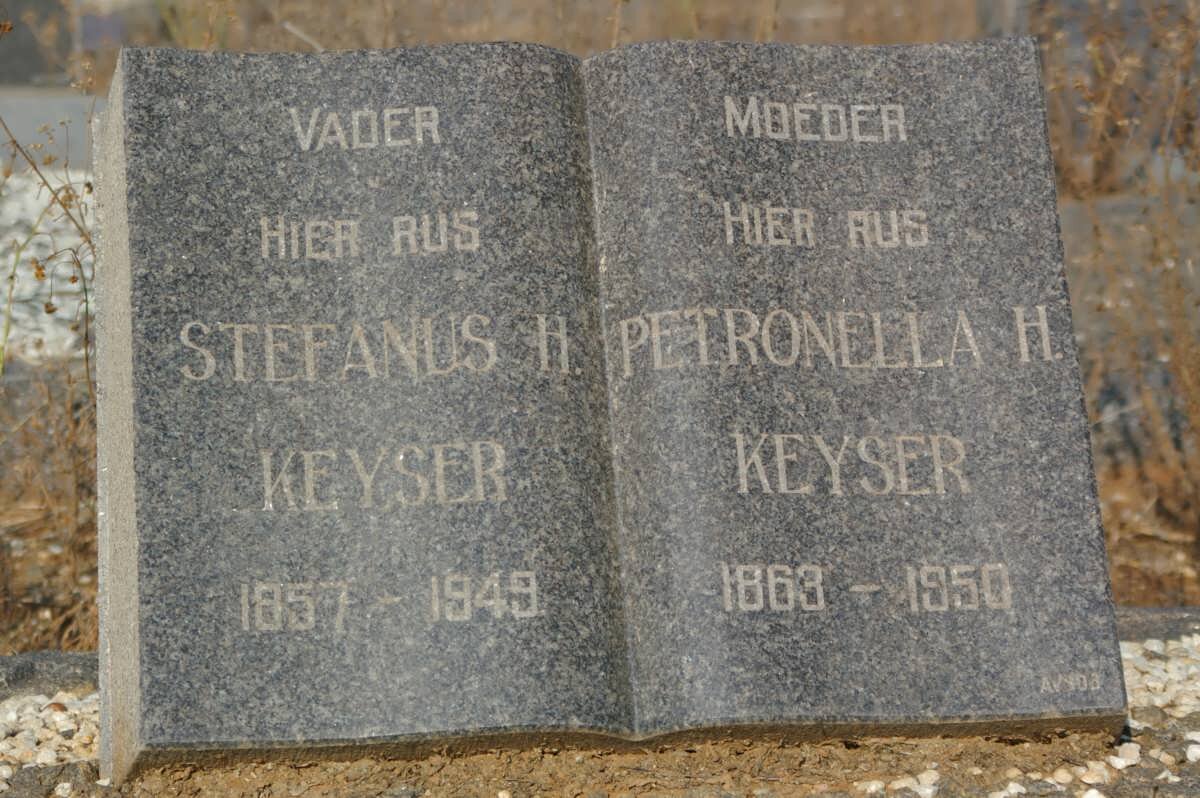 VADER
HIER RUS
STEFANUS H.
KEYSER
1857 - 1949
MOEDER
HIER RUS
PETRONELLA H.
KEYSER
1863 - 1950